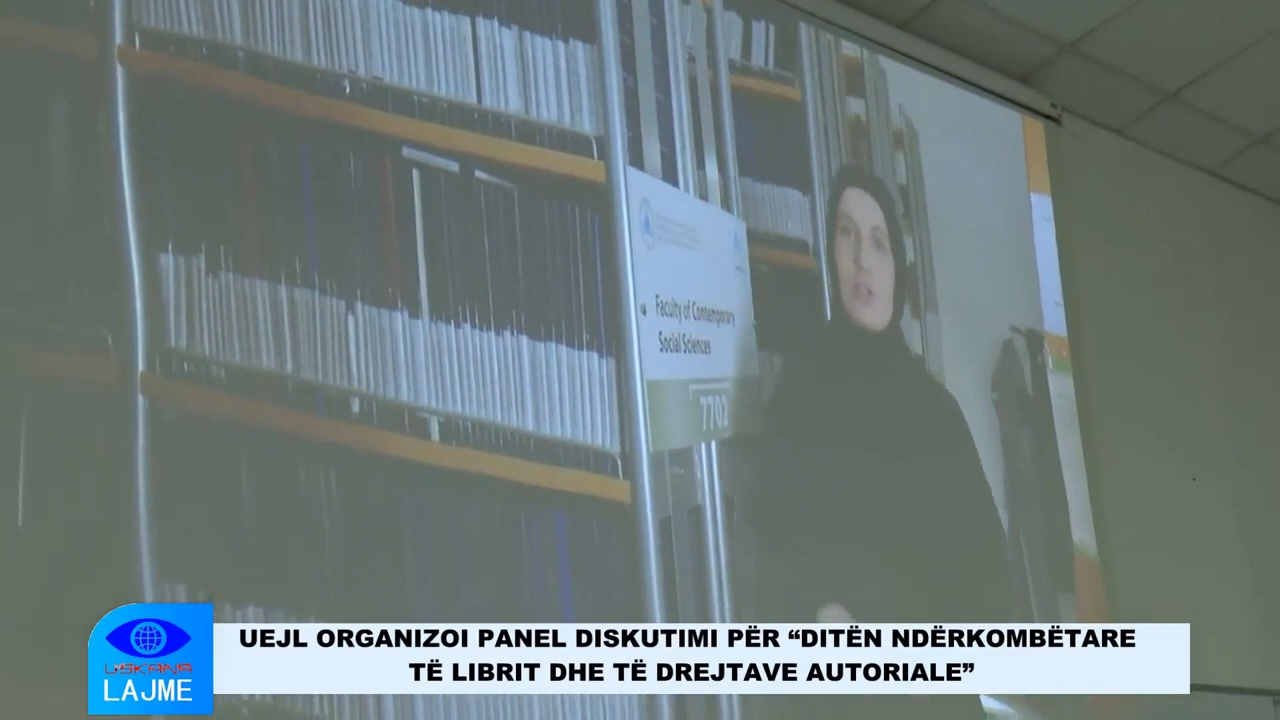 Faculty of Contemporary
Social Sciences
7702
UEJL ORGANIZOI PANEL DISKUTIMI PËR “DITËN NDËRKOMBËTARE
TË LIBRIT DHE TË DREJTAVE AUTORIALE”
USKANA
LAJME